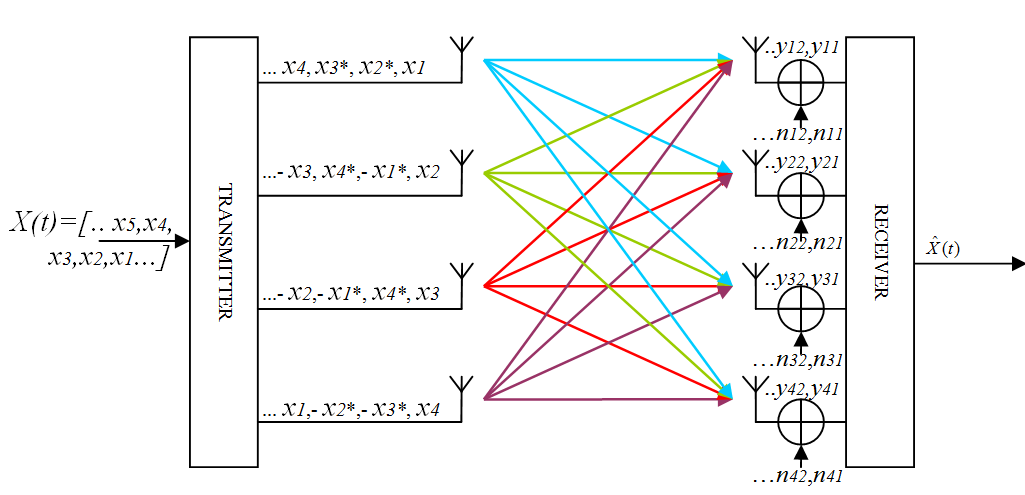 ... x4, x3*, x2*, x1
...- x3, x4*,- x1*, x2
...- x2,- x1*, x4*, x3
... x1,- x2*,- x3*, x4
X(t)=[.. x5,x4,
x3,x2,x1...]
TRANSMITTER
..y12,y11
...n12,n11
..y22,y21
...n22,n21
..y32,y31
...n32,n31
..y42,y41
...n42,n41
RECEIVER
X̂(t)